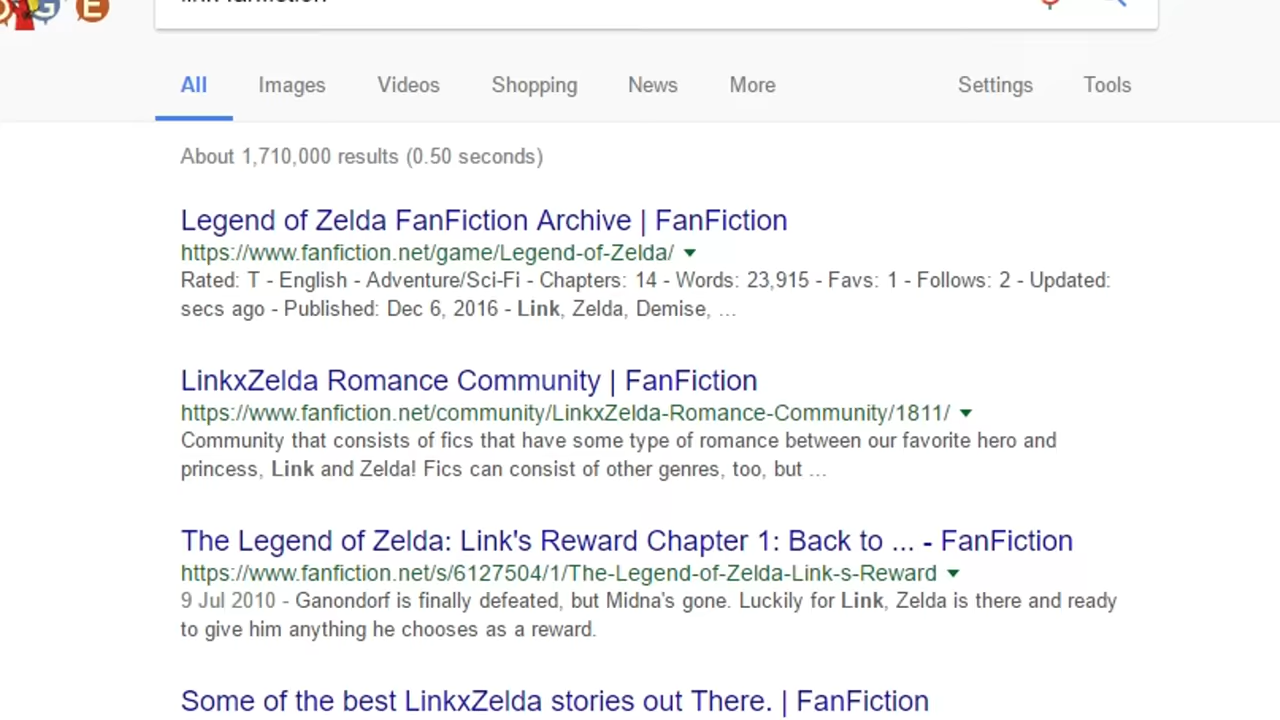 All Images Videos Shopping News More Settings Tools
About 1,710,000 results (0.50 seconds)
Legend of Zelda FanFiction Archive | FanFiction
https://www.fanfiction.net/game/Legend-of-Zelda/
Rated: T - English - Adventure/Sci-Fi - Chapters: 14 - Words: 23,915 - Favs: 1 - Follows: 2 - Updated:
secs ago - Published: Dec 6, 2016 - Link, Zelda, Demise, ...
LinkxZelda Romance Community | FanFiction
https://www.fanfiction.net/community/LinkxZelda-Romance-Community/1811/
Community that consists of fics that have some type of romance between our favorite hero and
princess, Link and Zelda! Fics can consist of other genres, too, but ...
The Legend of Zelda: Link's Reward Chapter 1: Back to ... - FanFiction
https://www.fanfiction.net/s/6127504/1/The-Legend-of-Zelda-Link-s-Reward
9 Jul 2010 - Ganondorf is finally defeated, but Midna's gone. Luckily for Link, Zelda is there and ready
to give him anything he chooses as a reward.
Some of the best LinkxZelda stories out There. | FanFiction